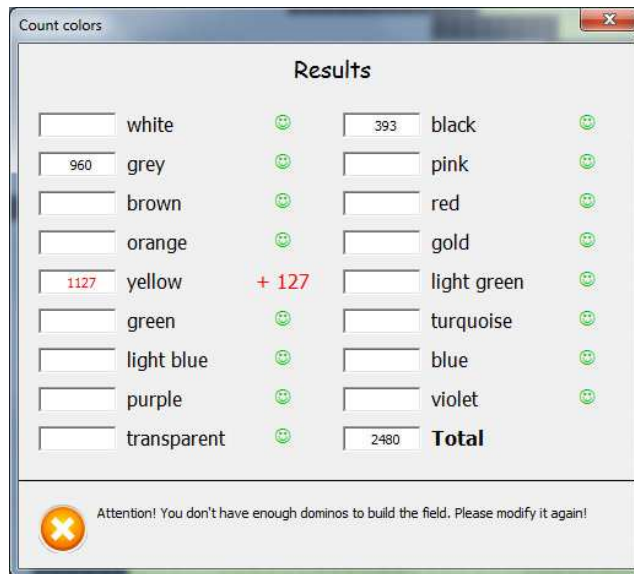 Count colors
Results
white
393 black
960 grey
pink
brown
red
orange
gold
1127 yellow + 127
light green
green
turquoise
light blue
blue
purple
violet
transparent
2480 Total
Attention! You don't have enough dominos to build the field. Please modify it again!